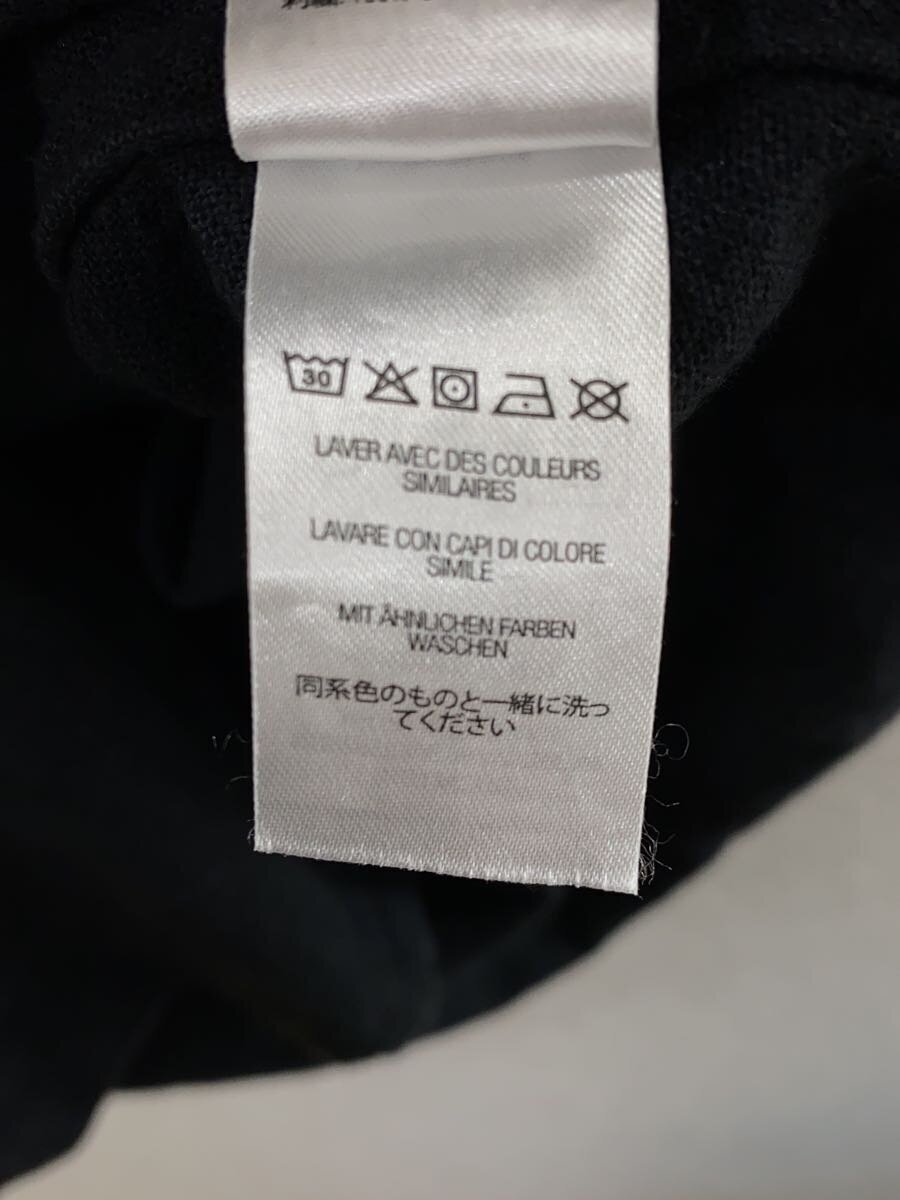 30
LAVER AVEC DES COULEURS
SIMILAIRES
LAVARE CON CAPI DI COLORE
SIMILE
MIT ÄHNLICHEN FARBEN
WASCHEN
同系色のものと一緒に洗っ
てください